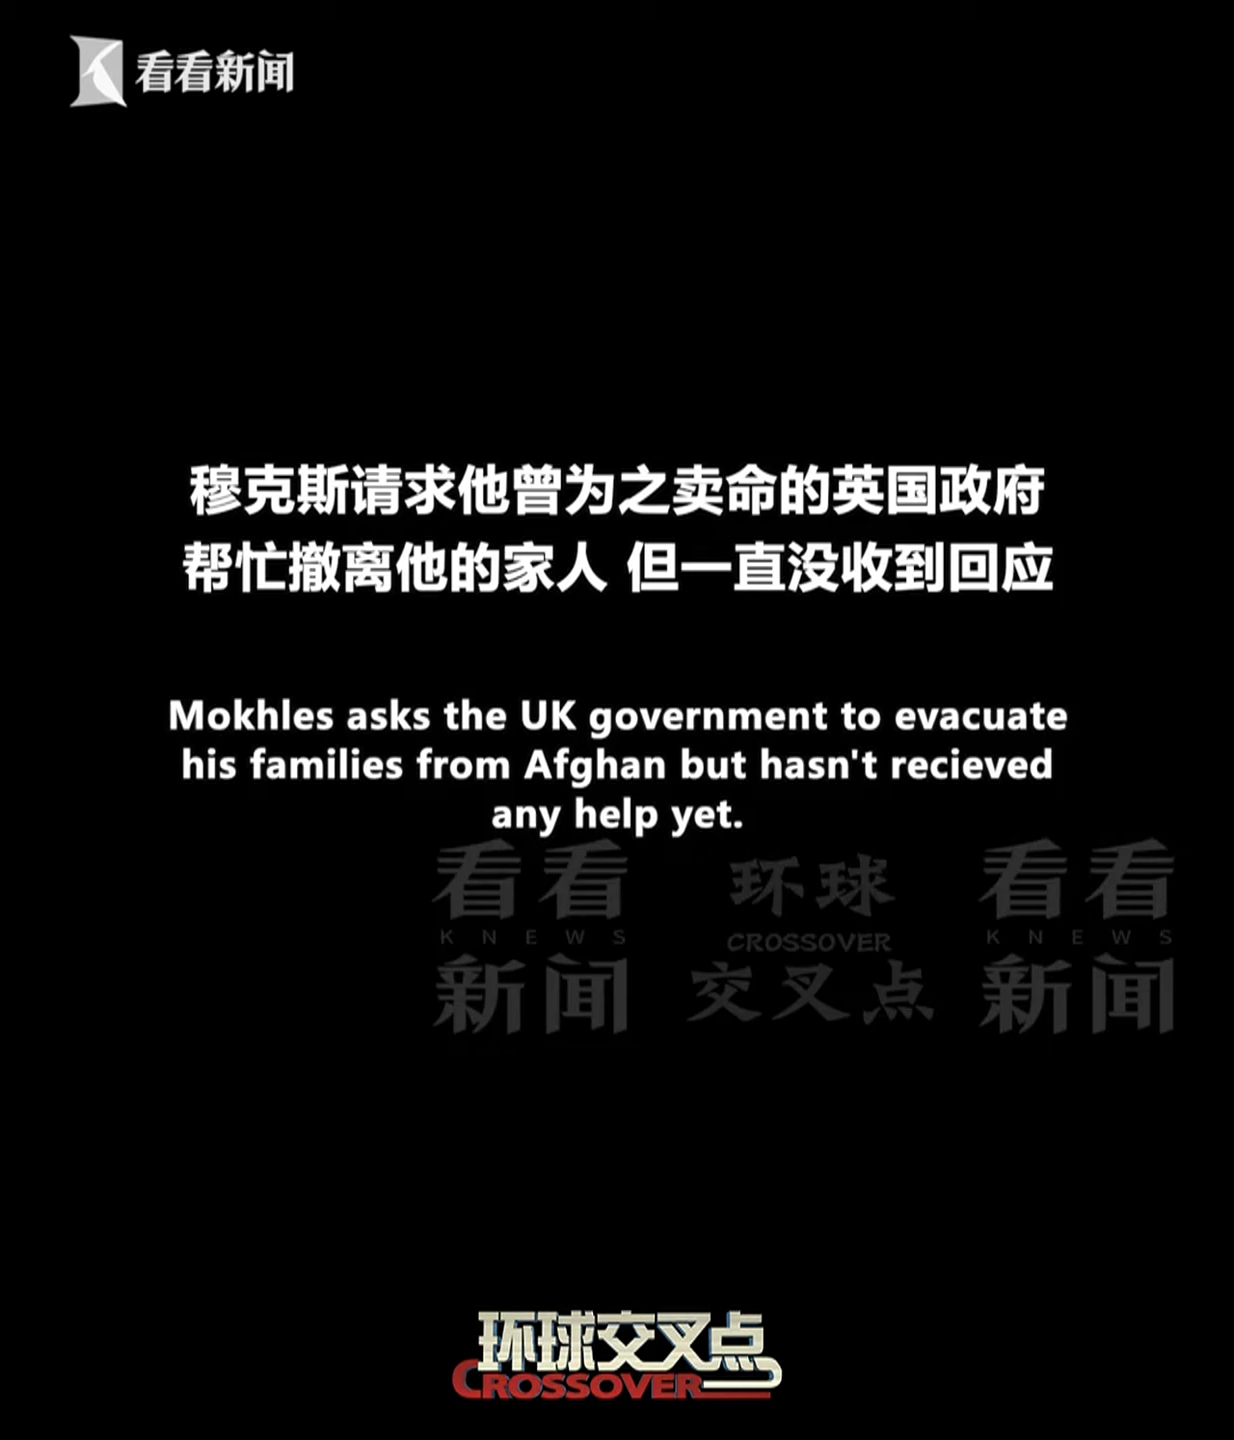 看看新闻
穆克斯请求他曾为之卖命的英国政府
帮忙撤离他的家人 但一直没收到回应
Mokhles asks the UK government to evacuate
his families from Afghan but hasn't recieved
any help yet.
看看 环球 看看
KNEWS CROSSOVER KNEWS
新闻 交叉点 新闻
环球交叉点
CROSSOVER